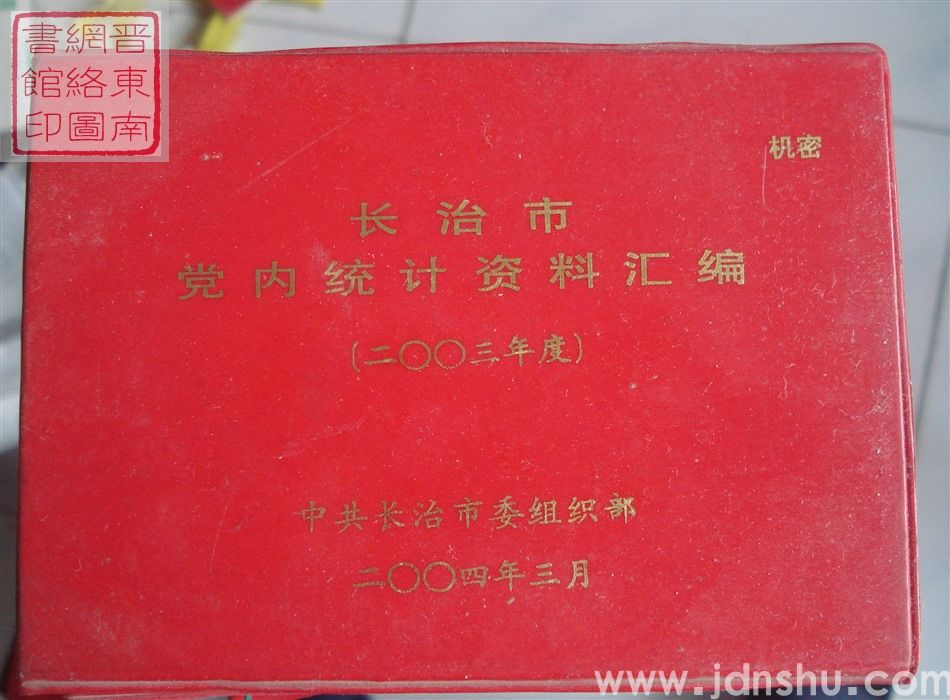 晋東南
網絡圖
書館印
机密
长治市
党内统计资料汇编
(二〇〇三年度)
中共长治市委组织部
二〇〇四年三月
www.jdnshu.com